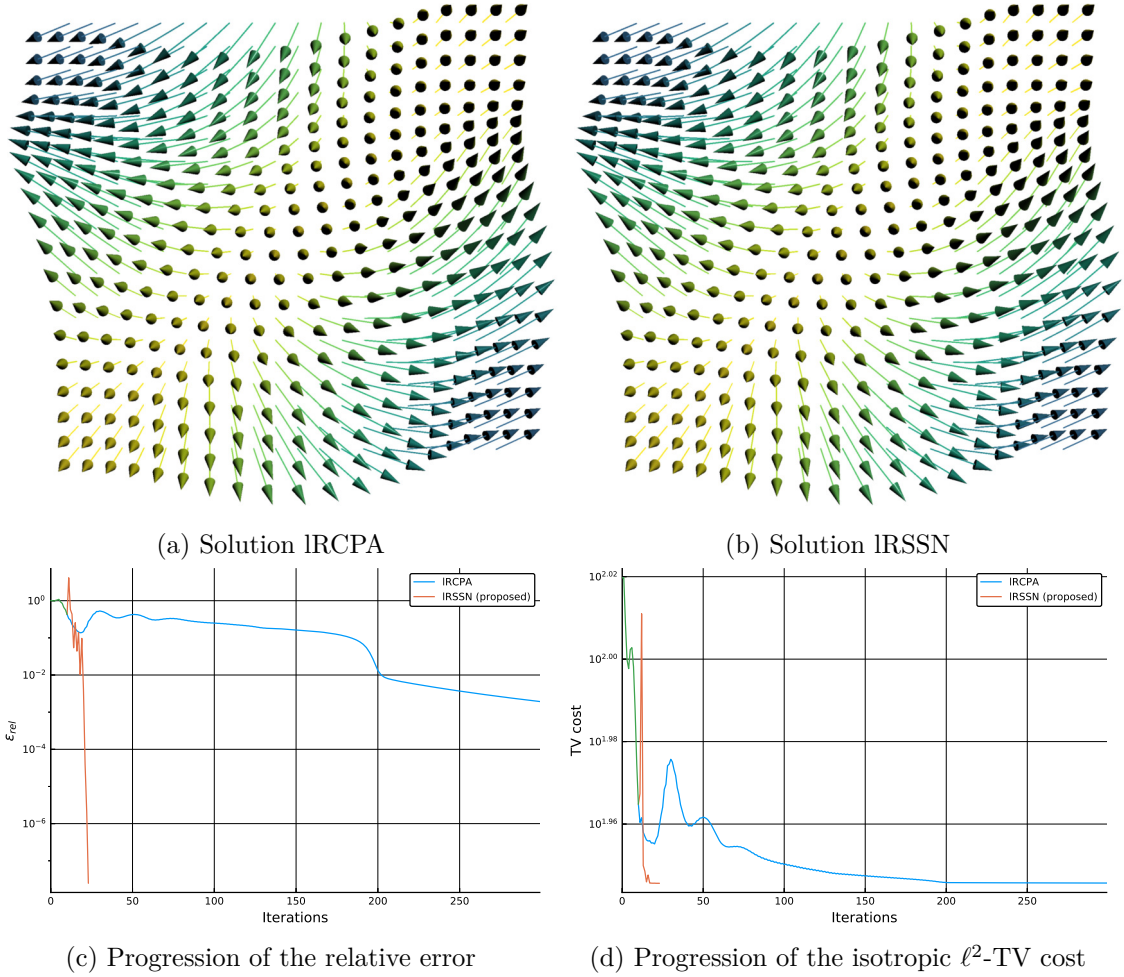 (a) Solution lRCPA
(b) Solution lRSSN
10⁰
10⁻²
10⁻⁴
10⁻⁶
ε_rel
0
50
100
150
200
250
Iterations
lRCPA
lRSSN (proposed)
(c) Progression of the relative error
10^2.02
10^2.00
10^1.98
10^1.96
TV cost
0
50
100
150
200
250
Iterations
lRCPA
lRSSN (proposed)
(d) Progression of the isotropic ℓ²-TV cost